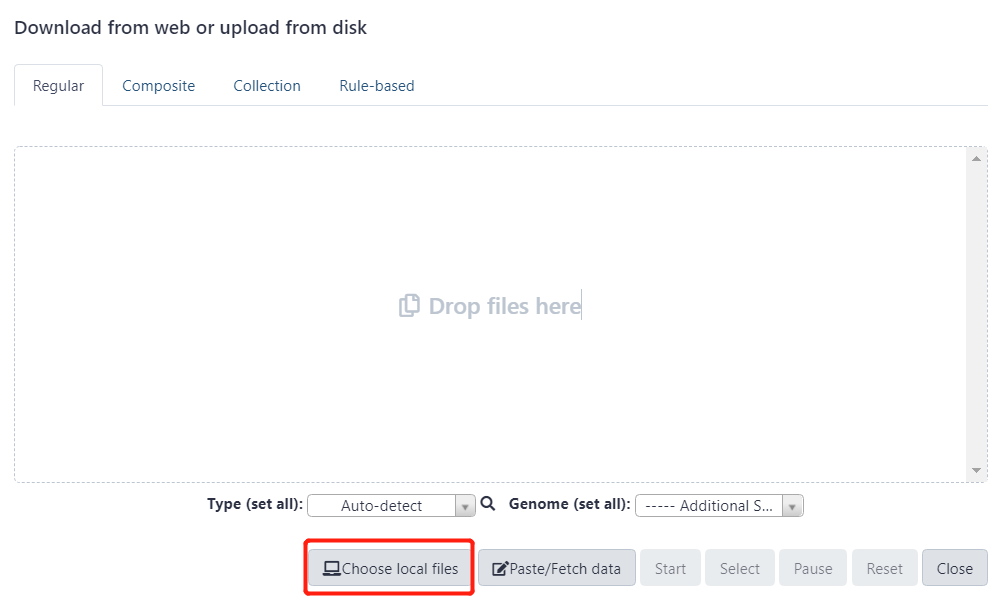 Download from web or upload from disk
Regular Composite Collection Rule-based
Drop files here
Type (set all): Auto-detect Genome (set all): ----- Additional S...
Choose local files Paste/Fetch data Start Select Pause Reset Close